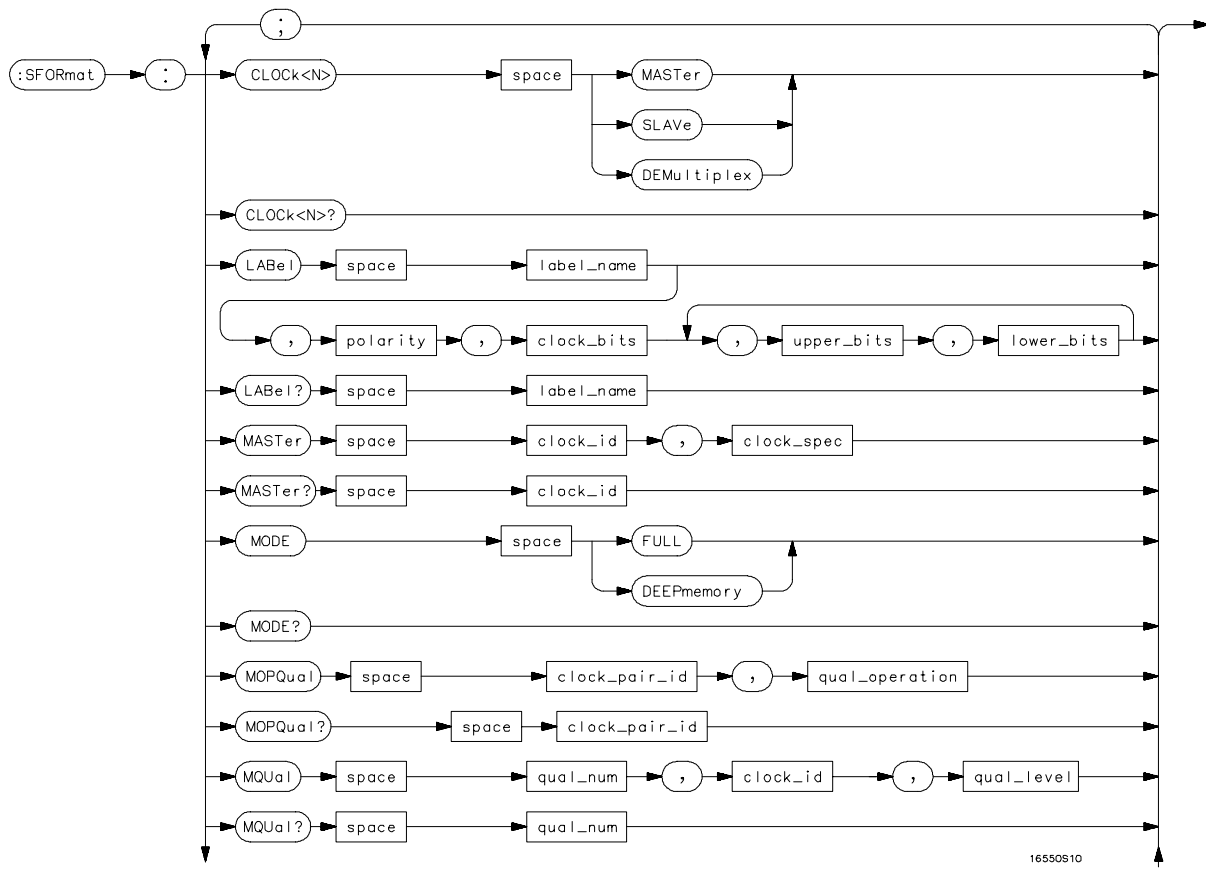 ;
:SFORmat : CLOCk<N> space MASTer
SLAVe
DEMultiplex
CLOCk<N>?
LABel space label_name
, polarity , clock_bits , upper_bits , lower_bits
LABel? space label_name
MASTer space clock_id , clock_spec
MASTer? space clock_id
MODE space FULL
DEEPmemory
MODE?
MOPQual space clock_pair_id , qual_operation
MOPQual? space clock_pair_id
MQUal space qual_num , clock_id , qual_level
MQUal? space qual_num
16550S10